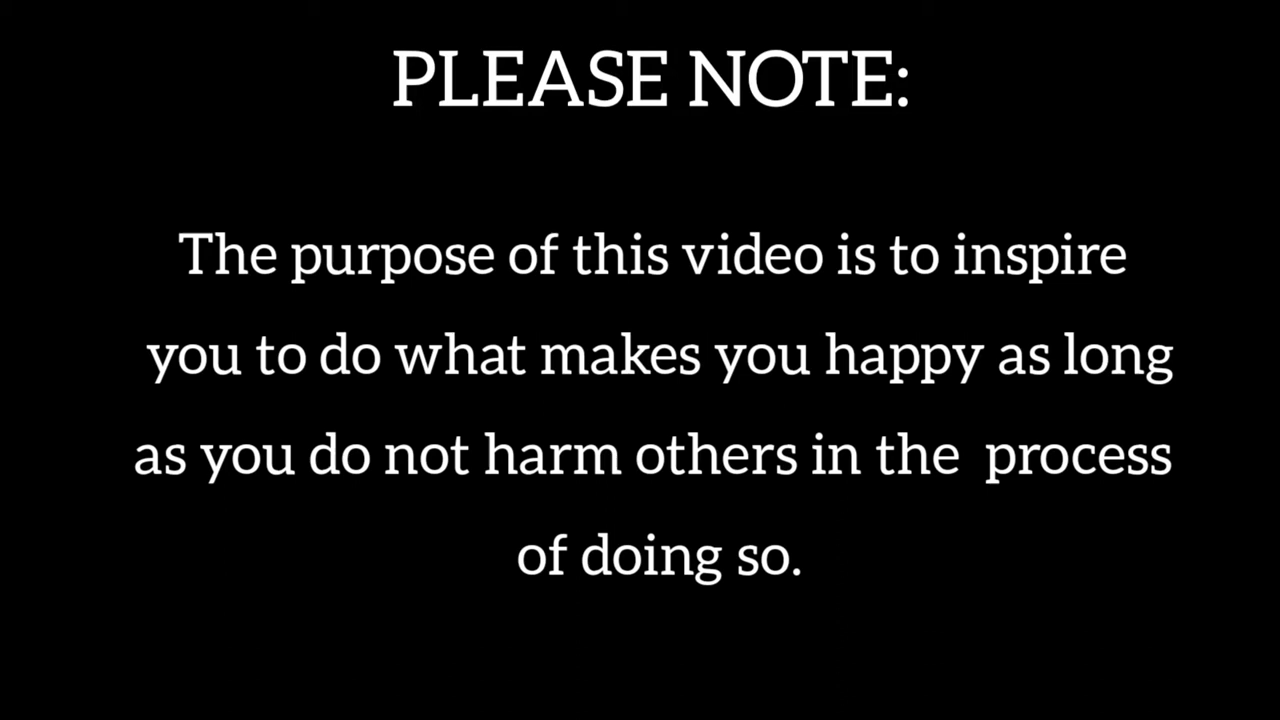 PLEASE NOTE:
The purpose of this video is to inspire
you to do what makes you happy as long
as you do not harm others in the process
of doing so.